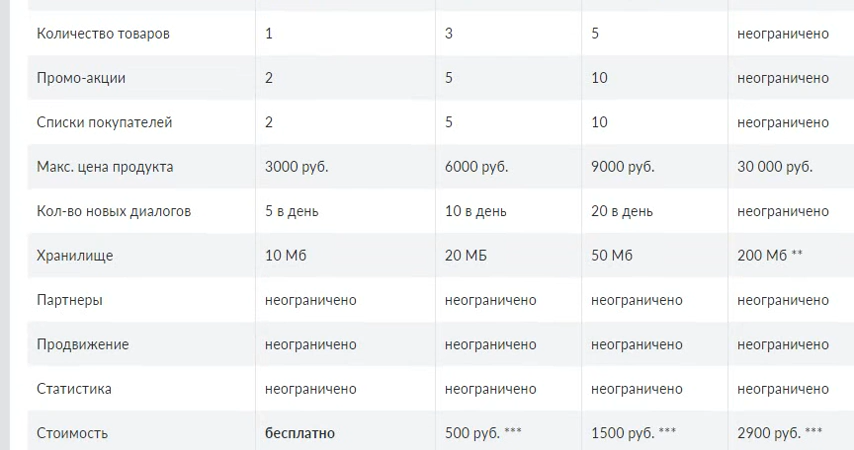 Количество товаров 1 3 5 неограничено
Промо-акции 2 5 10 неограничено
Списки покупателей 2 5 10 неограничено
Макс. цена продукта 3000 руб. 6000 руб. 9000 руб. 30 000 руб.
Кол-во новых диалогов 5 в день 10 в день 20 в день неограничено
Хранилище 10 Мб 20 МБ 50 Мб 200 Мб **
Партнеры неограничено неограничено неограничено неограничено
Продвижение неограничено неограничено неограничено неограничено
Статистика неограничено неограничено неограничено неограничено
Стоимость бесплатно 500 руб. *** 1500 руб. *** 2900 руб. ***